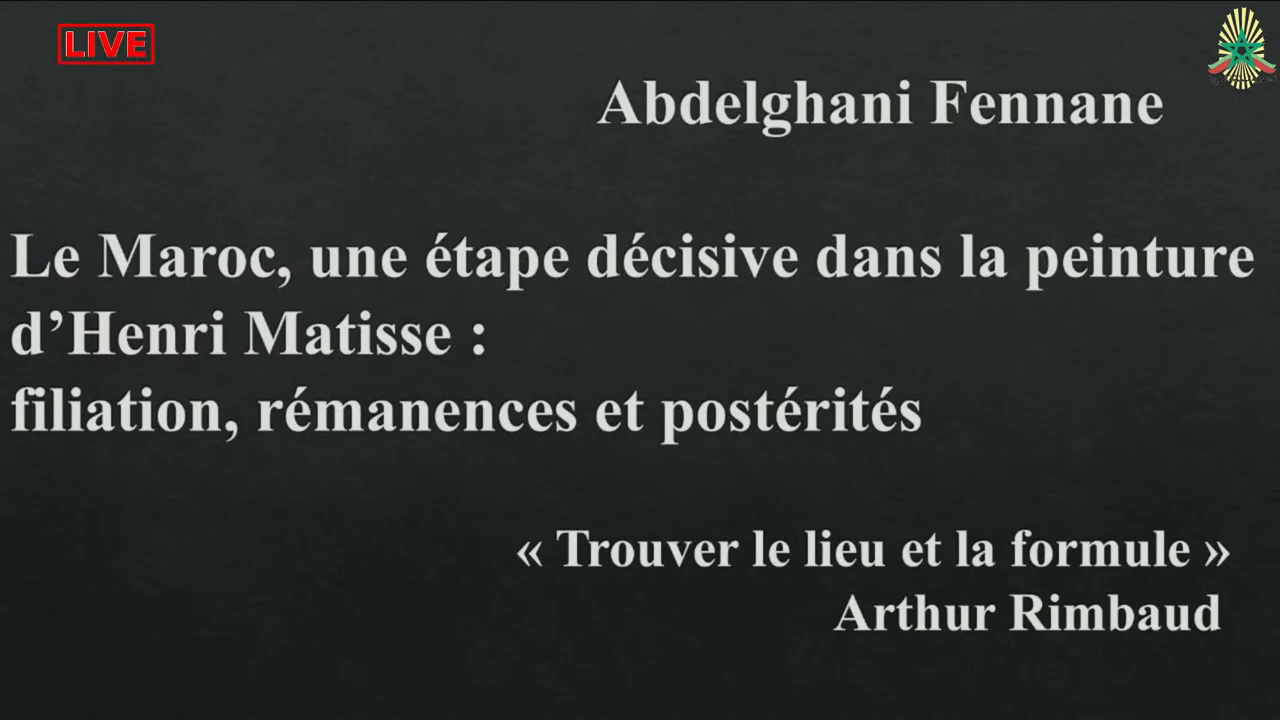 LIVE
Abdelghani Fennane
Le Maroc, une étape décisive dans la peinture
d’Henri Matisse :
filiation, rémanences et postérités
« Trouver le lieu et la formule »
Arthur Rimbaud